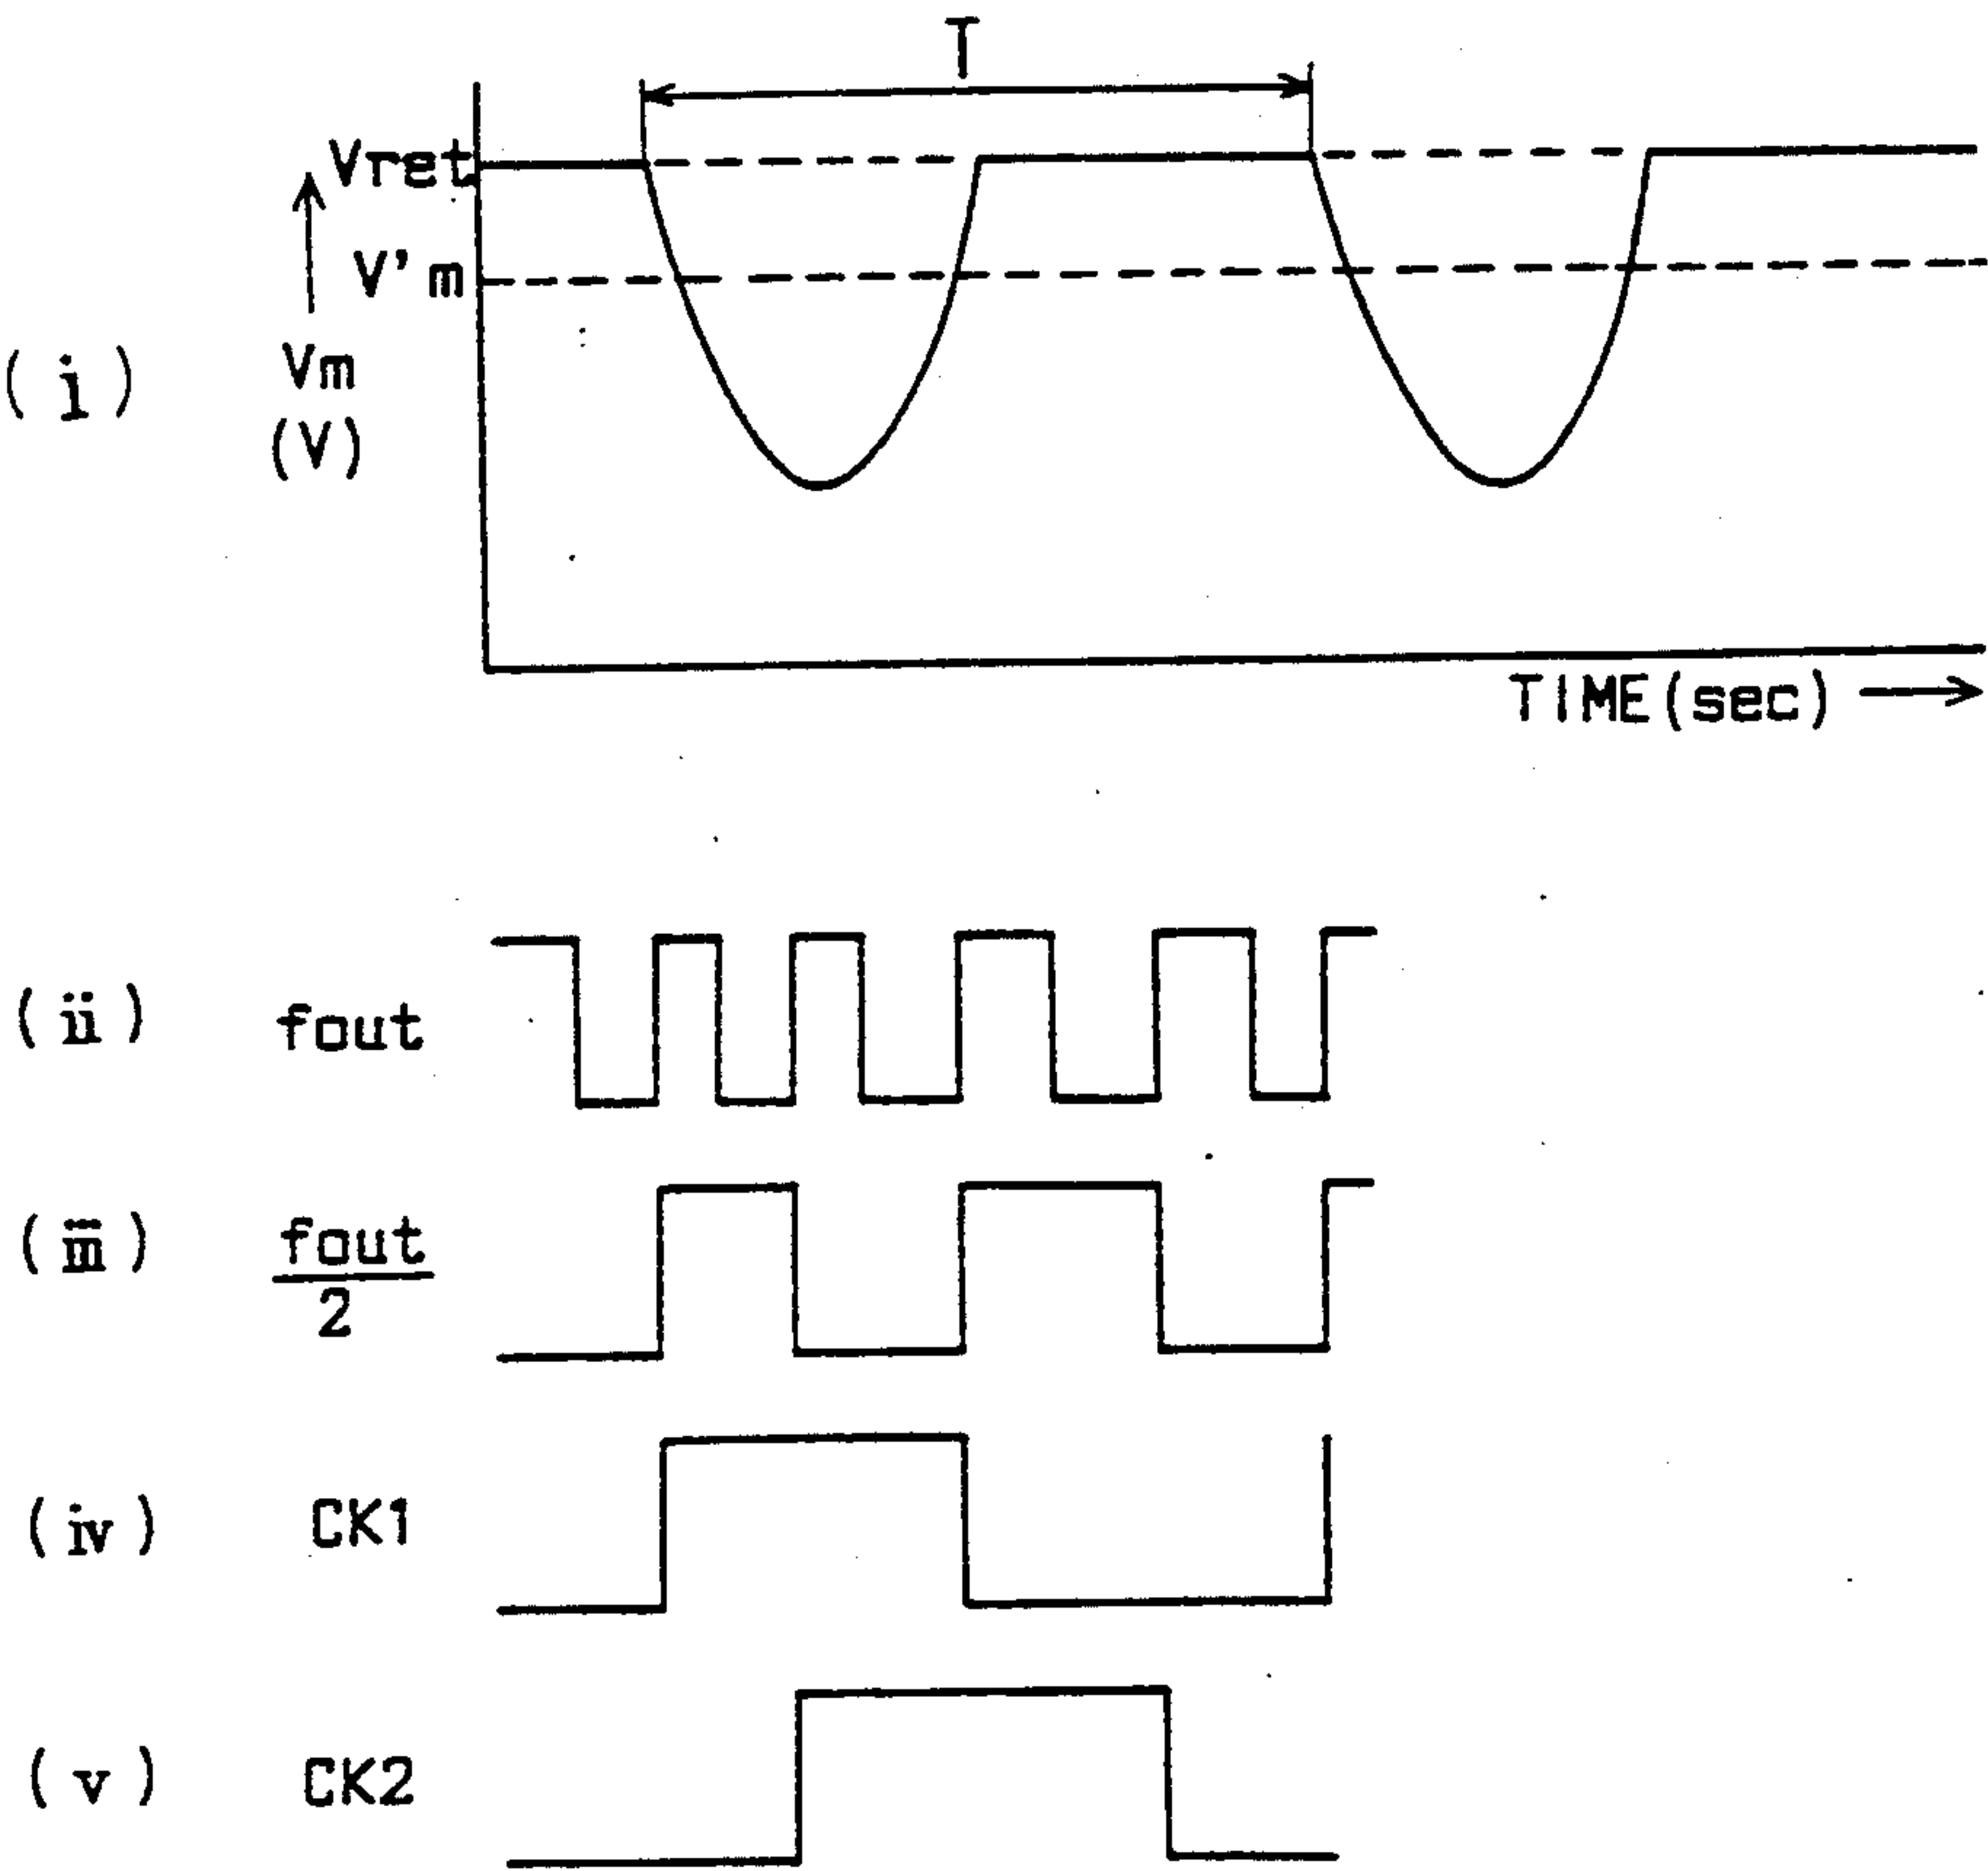 T
Vref
V'm
(i)
Vm
(V)
TIME(sec)
(ii)
fout
(iii)
fout
2
(iv)
CK1
(v)
CK2